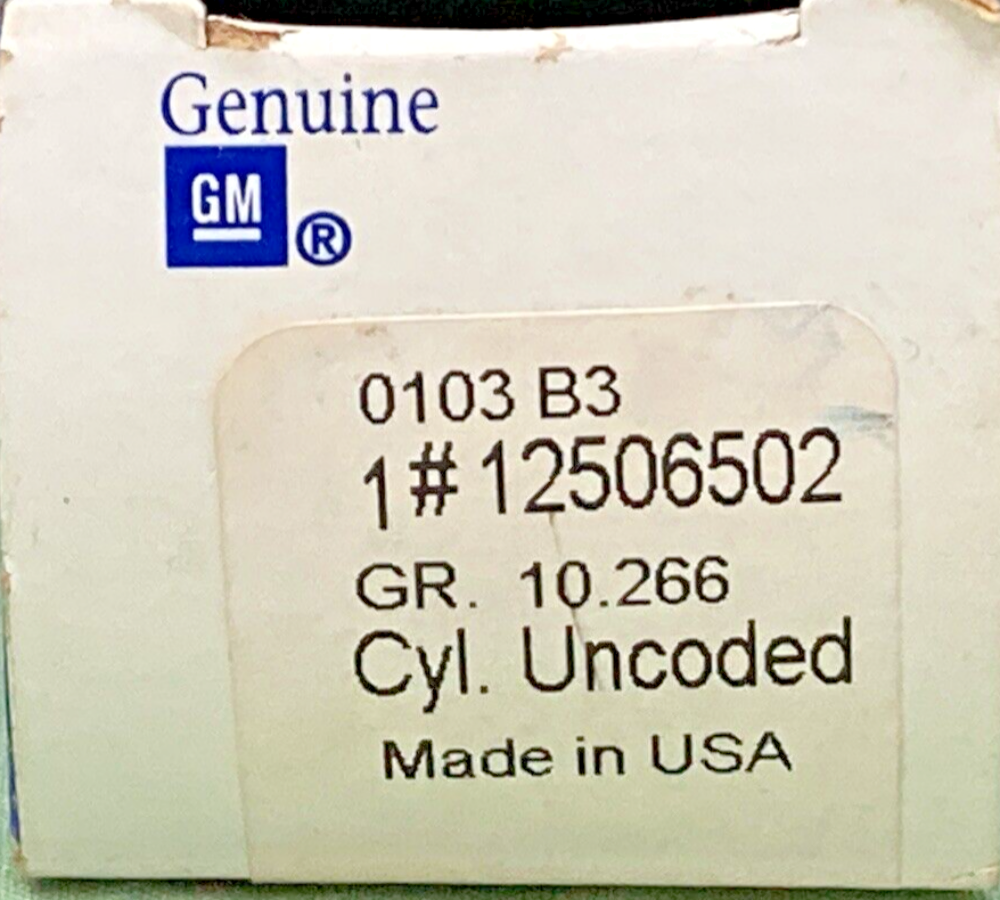 Genuine
GM
®
0103 B3
1#12506502
GR. 10.266
Cyl. Uncoded
Made in USA